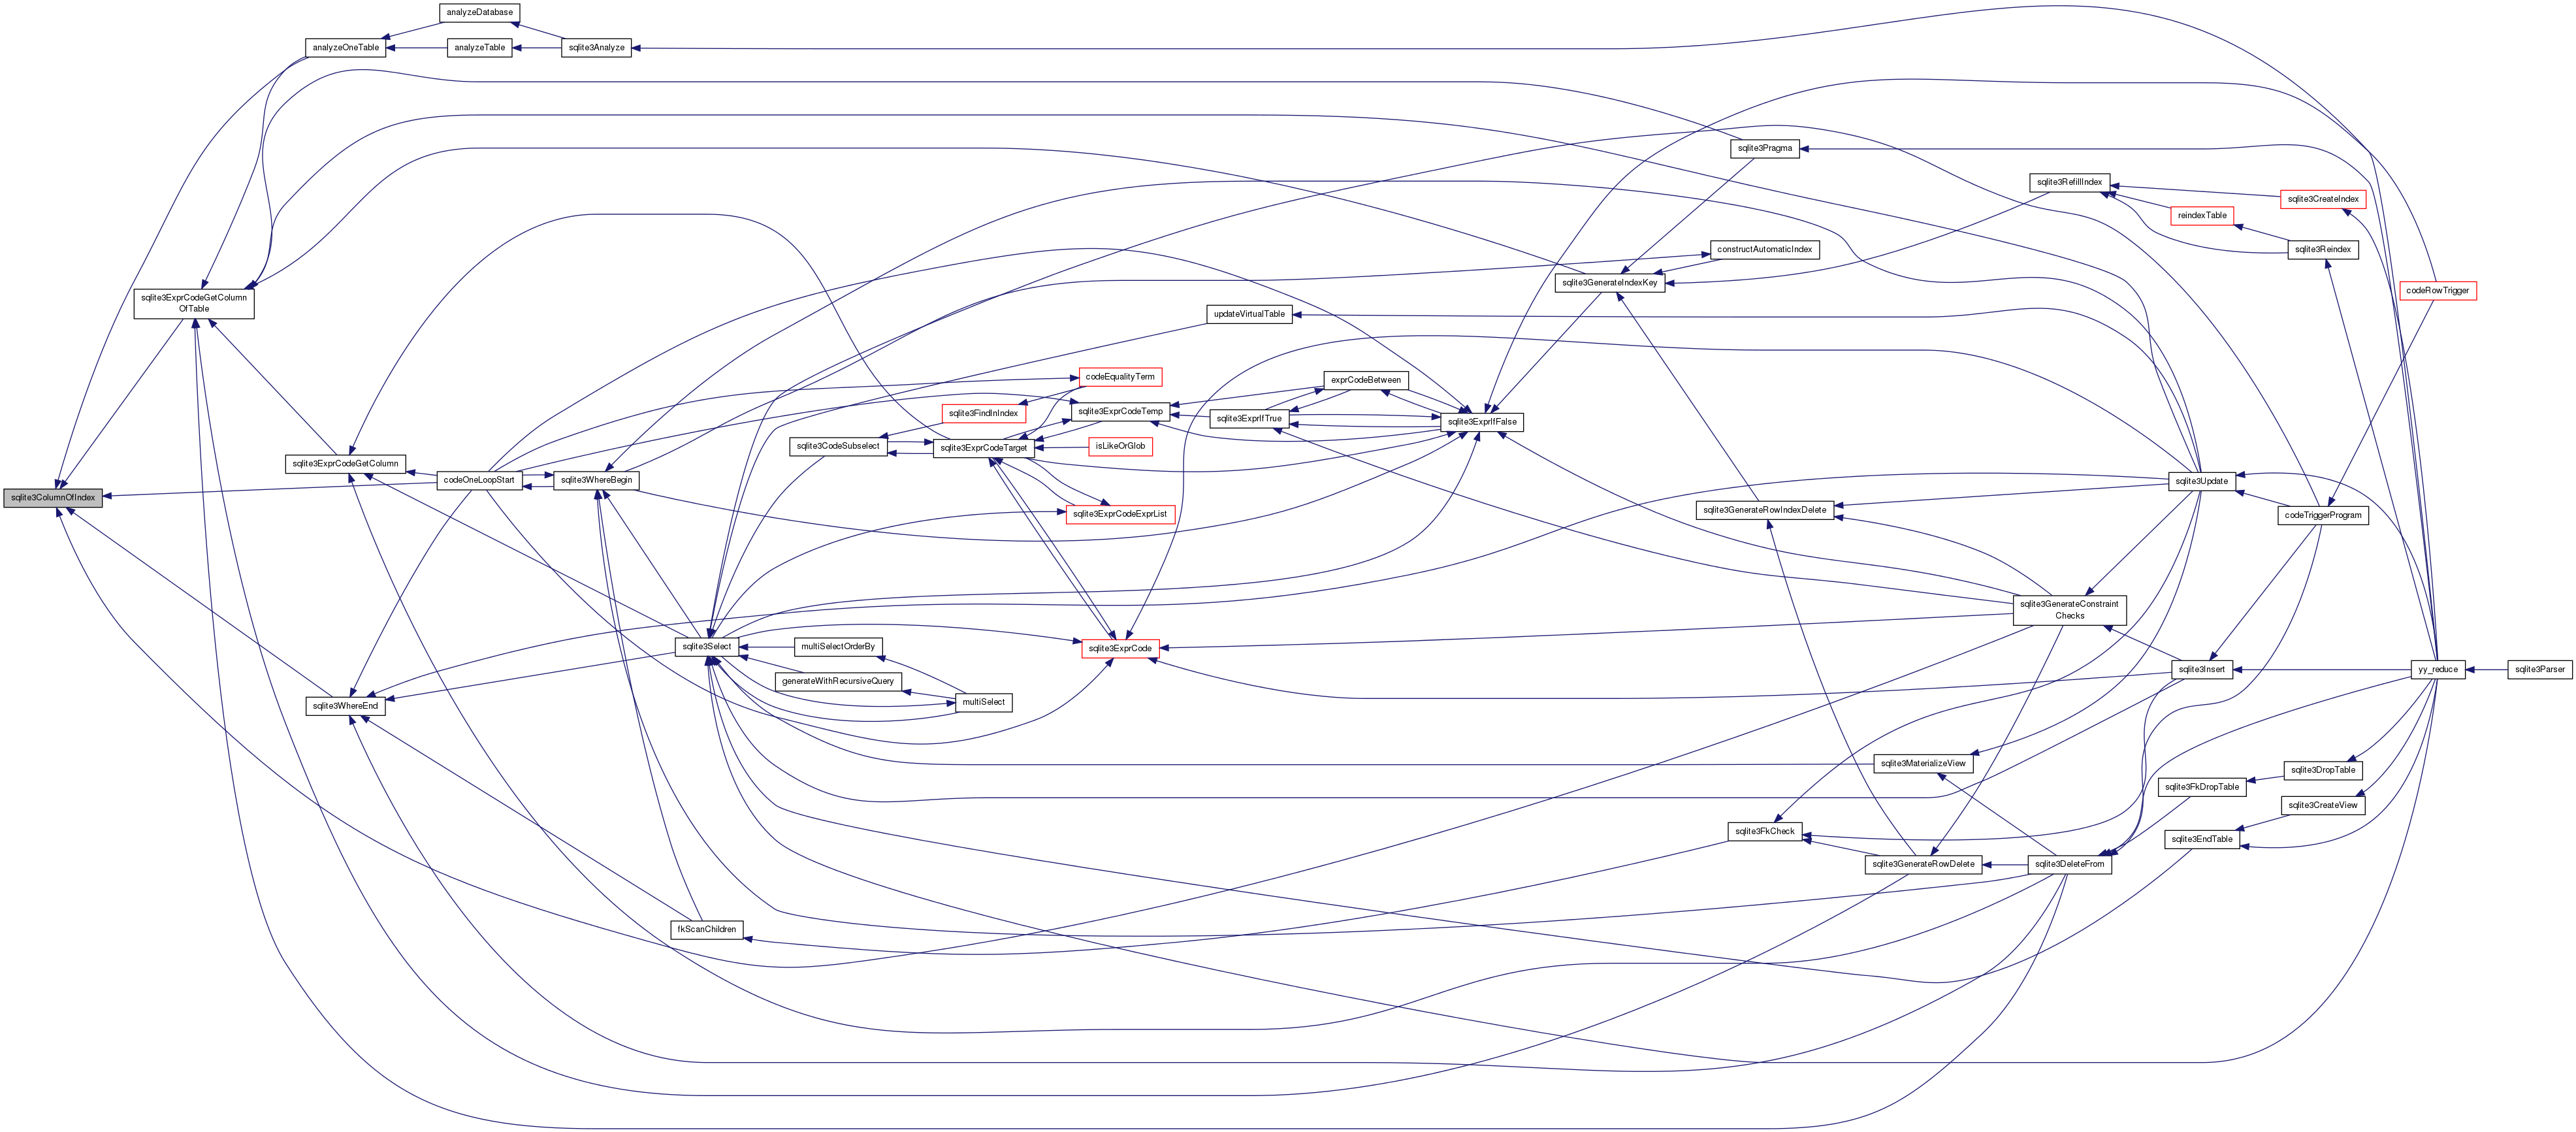 analyzeDatabase
analyzeOneTable
analyzeTable
sqlite3Analyze
sqlite3Pragma
sqlite3RefillIndex
sqlite3CreateIndex
reindexTable
constructAutomaticIndex
sqlite3Reindex
sqlite3GenerateIndexKey
codeRowTrigger
sqlite3ExprCodeGetColumn
OfTable
updateVirtualTable
codeEqualityTerm
exprCodeBetween
sqlite3FindInIndex
sqlite3ExprCodeTemp
sqlite3ExprIfTrue
sqlite3ExprIfFalse
sqlite3CodeSubselect
sqlite3ExprCodeTarget
isLikeOrGlob
sqlite3ExprCodeGetColumn
codeOneLoopStart
sqlite3WhereBegin
sqlite3Update
sqlite3ColumnOfIndex
sqlite3ExprCodeExprList
sqlite3GenerateRowIndexDelete
codeTriggerProgram
sqlite3GenerateConstraint
Checks
sqlite3Select
multiSelectOrderBy
sqlite3ExprCode
sqlite3Insert
yy_reduce
sqlite3Parser
generateWithRecursiveQuery
sqlite3WhereEnd
multiSelect
sqlite3MaterializeView
sqlite3DropTable
sqlite3FkDropTable
sqlite3CreateView
sqlite3FkCheck
sqlite3EndTable
sqlite3GenerateRowDelete
sqlite3DeleteFrom
fkScanChildren